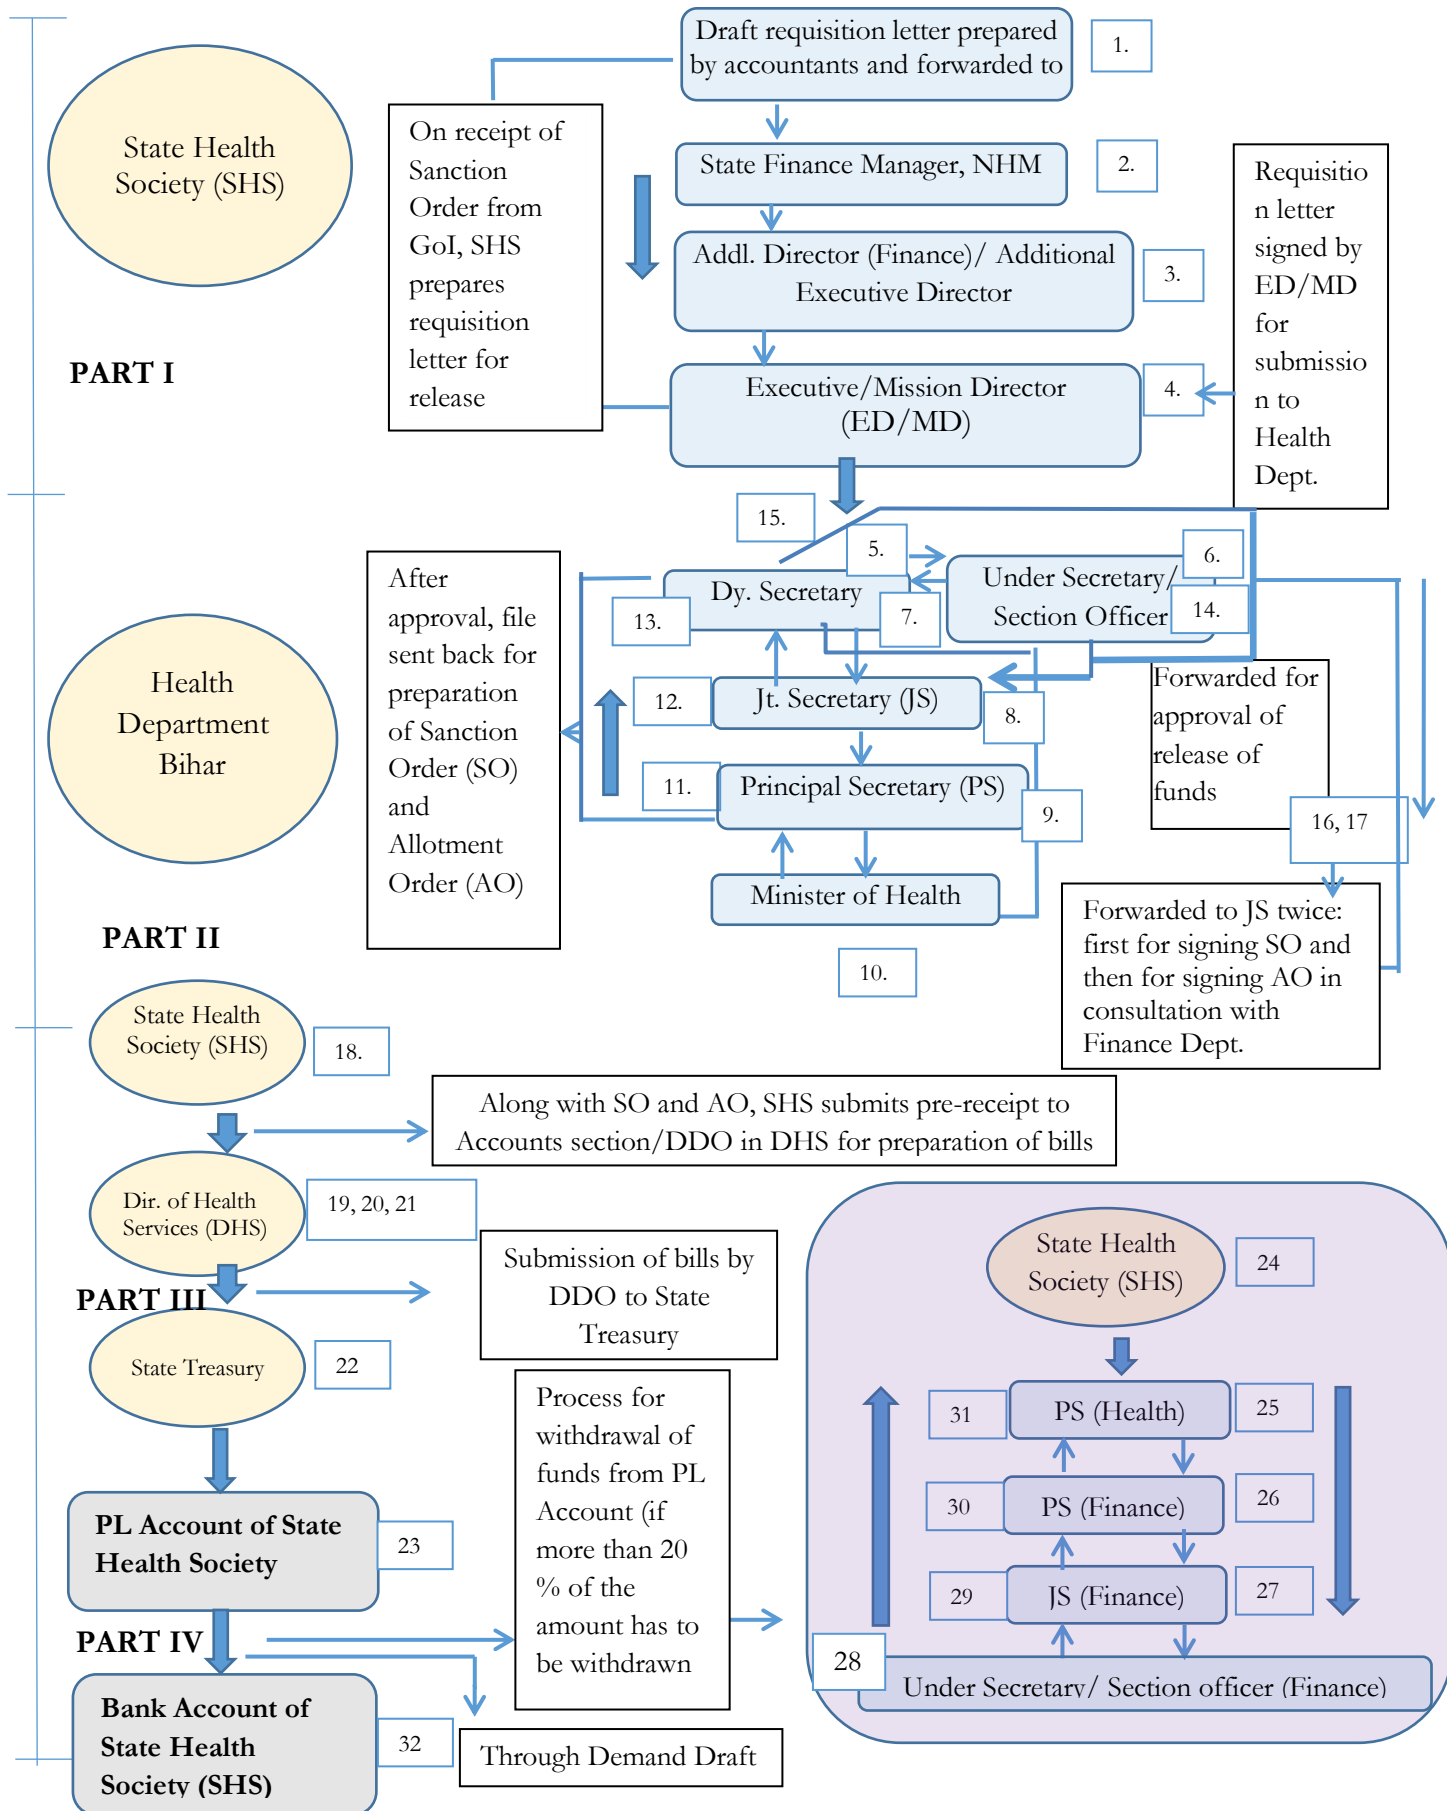 Draft requisition letter prepared
by accountants and forwarded to
1.
State Health
Society (SHS)
On receipt of
Sanction
Order from
GoI, SHS
prepares
requisition
letter for
release
State Finance Manager, NHM
2.
Addl. Director (Finance)/ Additional
Executive Director
3.
Executive/Mission Director
(ED/MD)
4.
Requisitio
n letter
signed by
ED/MD
for
submissio
n to
Health
Dept.
PART I
15.
5.
6.
After
approval, file
sent back for
preparation
of Sanction
Order (SO)
and
Allotment
Order (AO)
Dy. Secretary
13.
7.
Under Secretary/
Section Officer
14.
Health
Department
Bihar
12.
Jt. Secretary (JS)
8.
Forwarded for
approval of
release of
funds
11.
Principal Secretary (PS)
9.
16, 17
Minister of Health
10.
Forwarded to JS twice:
first for signing SO and
then for signing AO in
consultation with
Finance Dept.
PART II
State Health
Society (SHS)
18.
Along with SO and AO, SHS submits pre-receipt to
Accounts section/DDO in DHS for preparation of bills
Dir. of Health
Services (DHS)
19, 20, 21
Submission of bills by
DDO to State
Treasury
PART III
State Treasury
22
Process for
withdrawal of
funds from PL
Account (if
more than 20
% of the
amount has to
be withdrawn
PL Account of State
Health Society
23
PART IV
Bank Account of
State Health
Society (SHS)
32
Through Demand Draft
State Health
Society (SHS)
24
31
PS (Health)
25
30
PS (Finance)
26
29
JS (Finance)
27
28
Under Secretary/ Section officer (Finance)